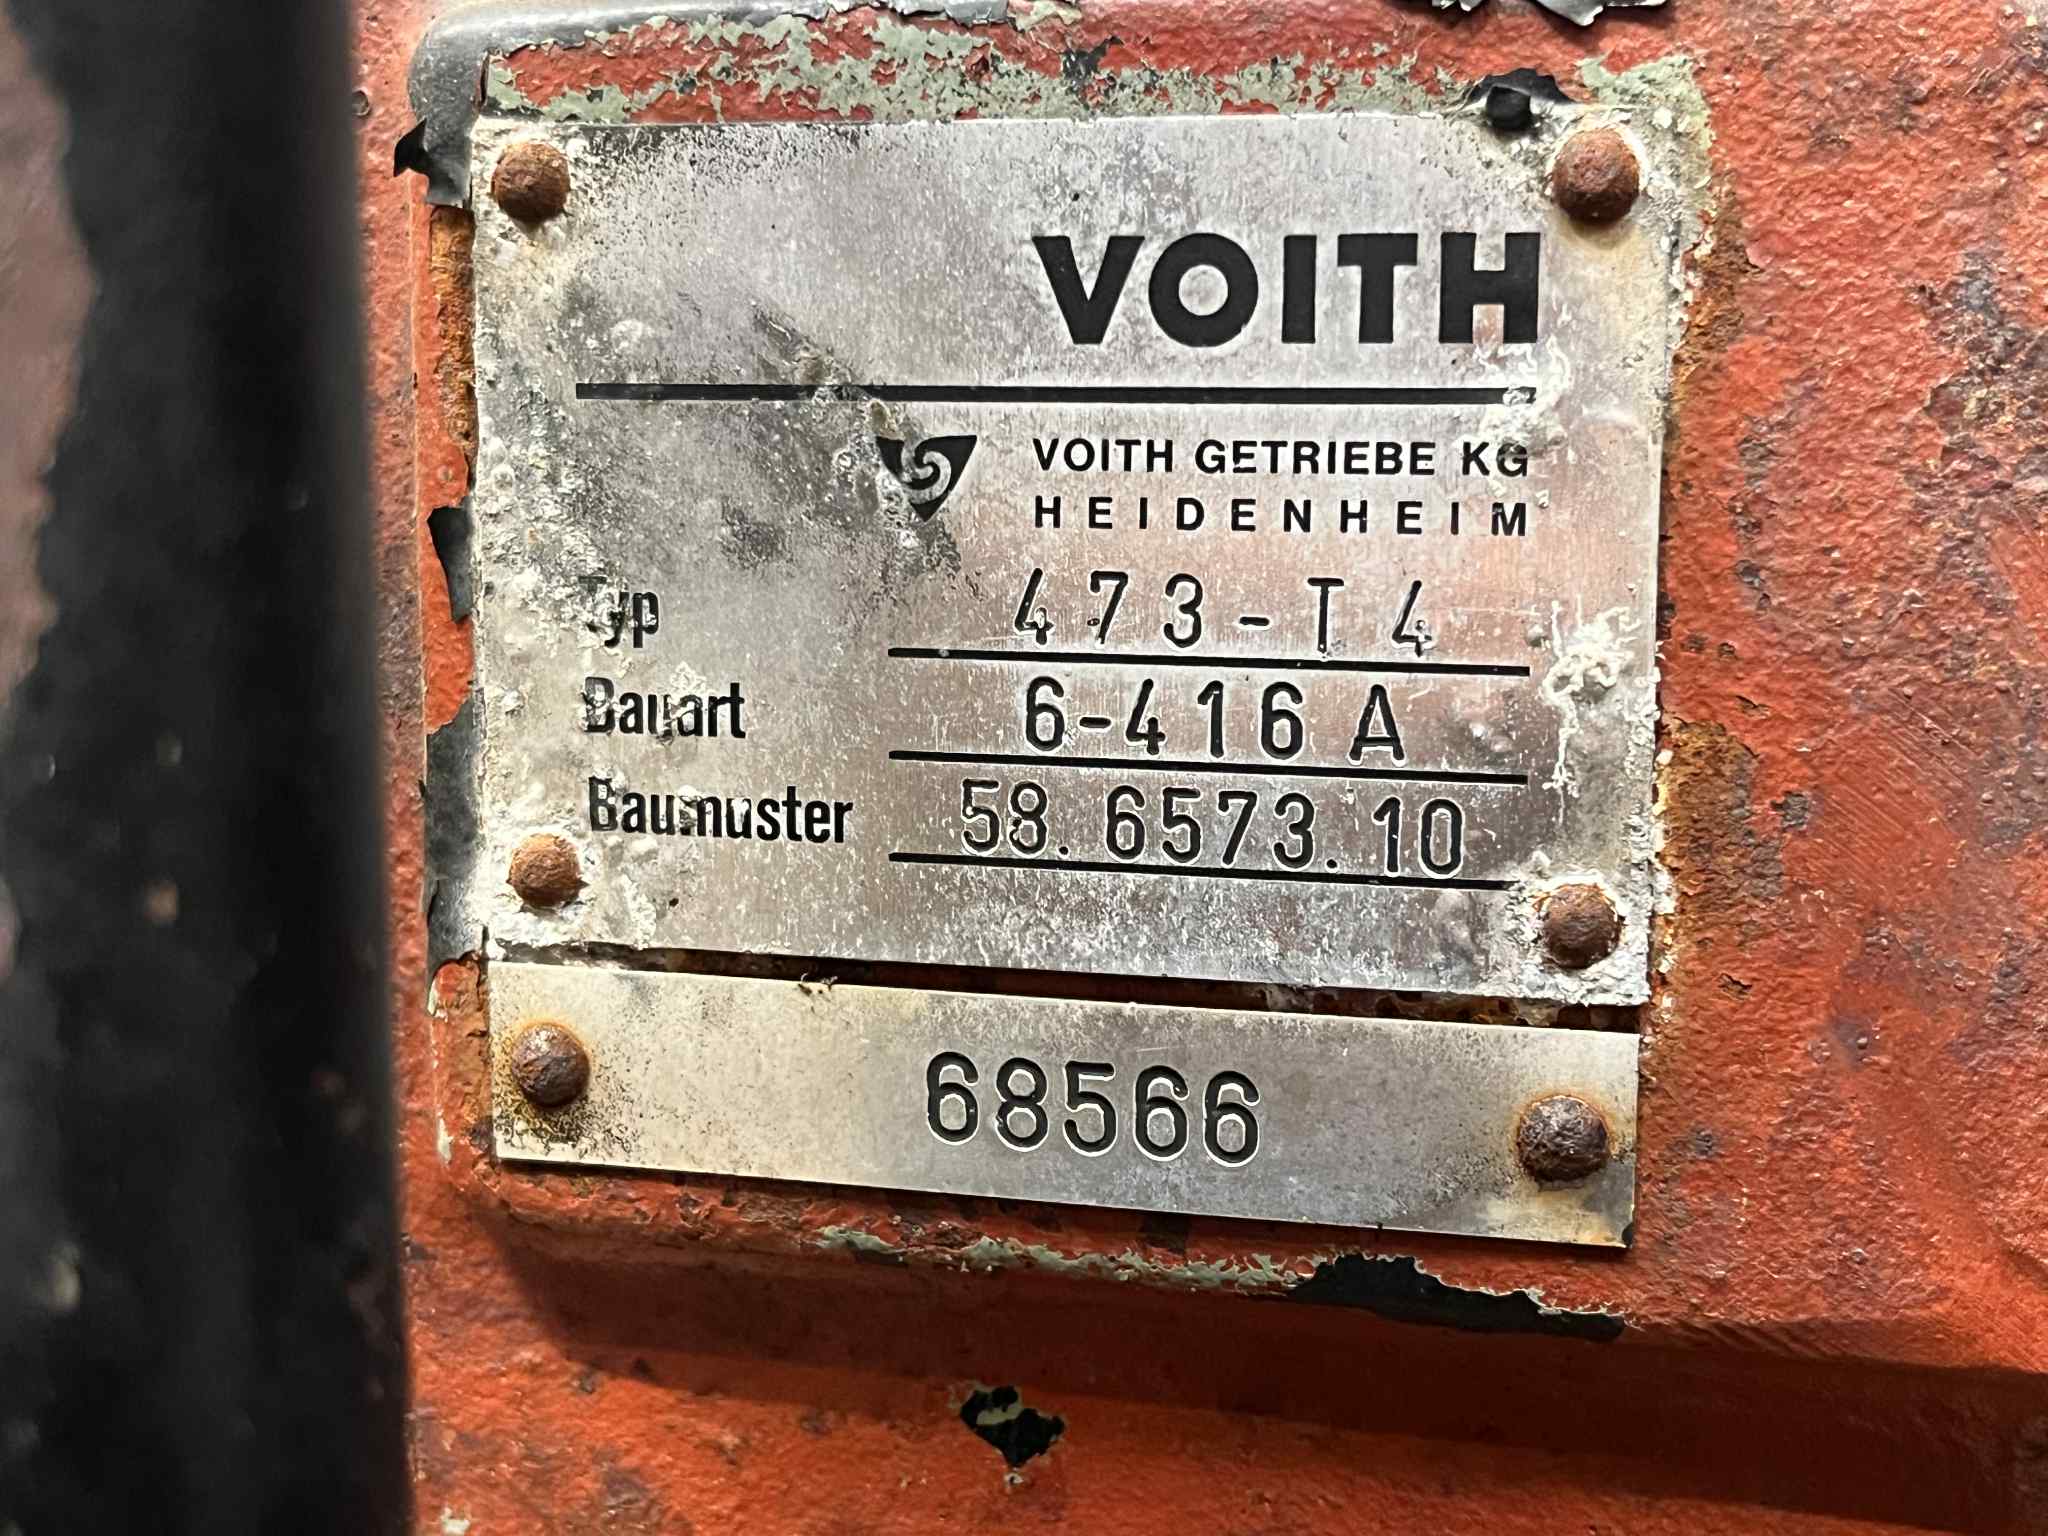 VOITH
VOITH GETRIEBE KG
HEIDENHEIM
Typ 473-T4
Bauart 6-416 A
Baumuster 58.6573.10
68566